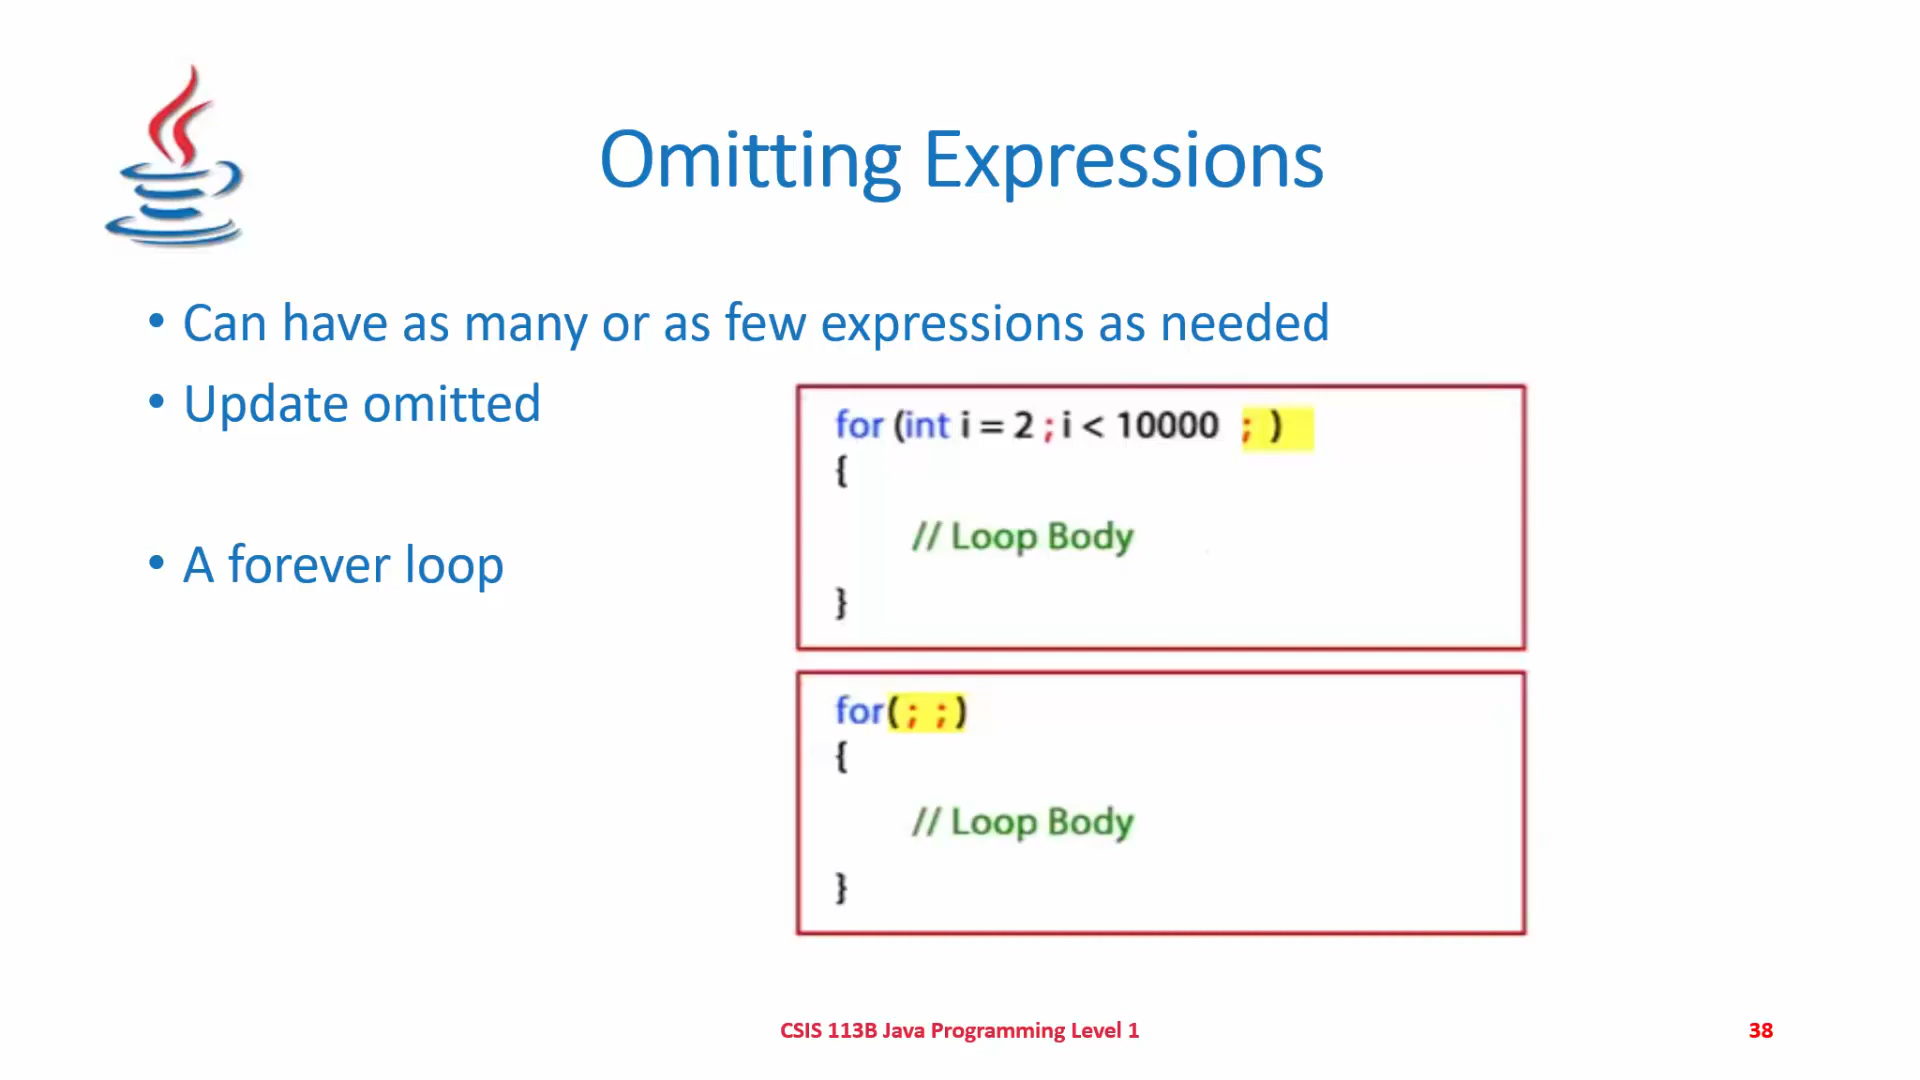 Omitting Expressions
• Can have as many or as few expressions as needed
• Update omitted
• A forever loop
for (int i = 2 ; i < 10000 ; )
{
// Loop Body
}
for( ; ; )
{
// Loop Body
}
CSIS 113B Java Programming Level 1
38